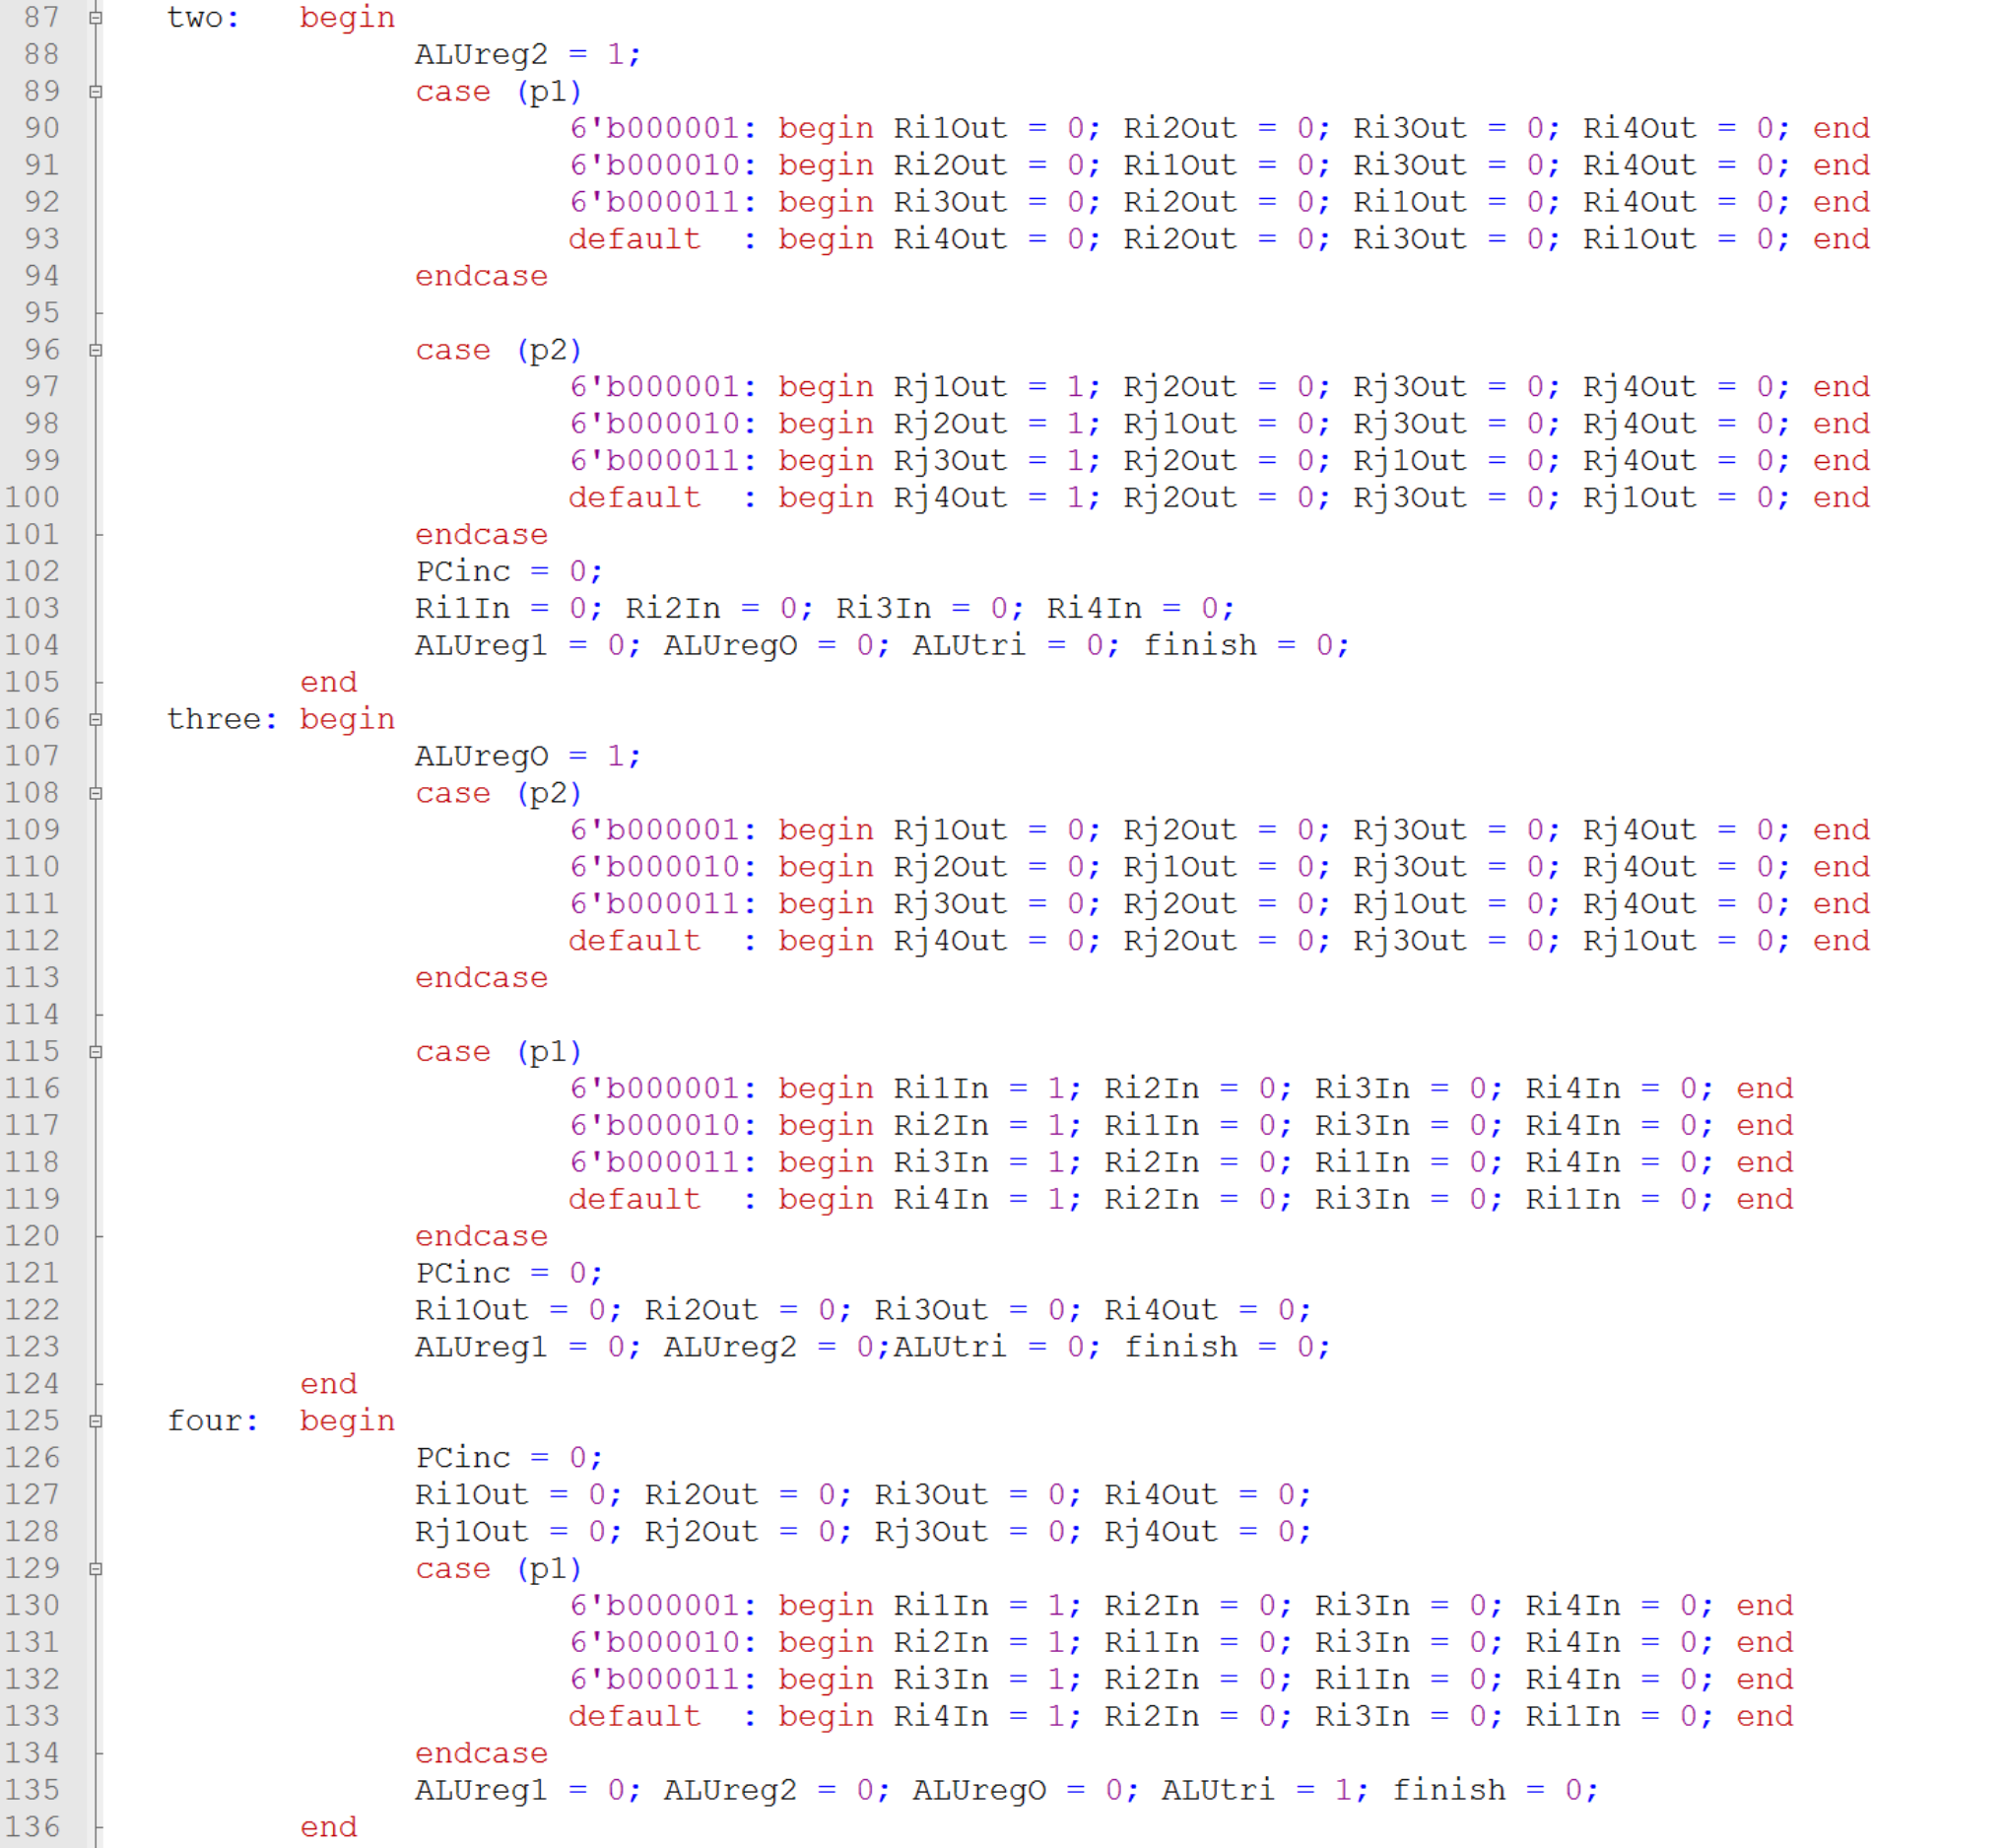 87 two: begin
88 ALUreg2 = 1;
89 case (p1)
90 6'b000001: begin Ri1Out = 0; Ri2Out = 0; Ri3Out = 0; Ri4Out = 0; end
91 6'b000010: begin Ri2Out = 0; Ri1Out = 0; Ri3Out = 0; Ri4Out = 0; end
92 6'b000011: begin Ri3Out = 0; Ri2Out = 0; Ri1Out = 0; Ri4Out = 0; end
93 default : begin Ri4Out = 0; Ri2Out = 0; Ri3Out = 0; Ri1Out = 0; end
94 endcase
95
96 case (p2)
97 6'b000001: begin Rj1Out = 1; Rj2Out = 0; Rj3Out = 0; Rj4Out = 0; end
98 6'b000010: begin Rj2Out = 1; Rj1Out = 0; Rj3Out = 0; Rj4Out = 0; end
99 6'b000011: begin Rj3Out = 1; Rj2Out = 0; Rj1Out = 0; Rj4Out = 0; end
100 default : begin Rj4Out = 1; Rj2Out = 0; Rj3Out = 0; Rj1Out = 0; end
101 endcase
102 PCinc = 0;
103 Ri1In = 0; Ri2In = 0; Ri3In = 0; Ri4In = 0;
104 ALUreg1 = 0; ALUregO = 0; ALUtri = 0; finish = 0;
105 end
106 three: begin
107 ALUregO = 1;
108 case (p2)
109 6'b000001: begin Rj1Out = 0; Rj2Out = 0; Rj3Out = 0; Rj4Out = 0; end
110 6'b000010: begin Rj2Out = 0; Rj1Out = 0; Rj3Out = 0; Rj4Out = 0; end
111 6'b000011: begin Rj3Out = 0; Rj2Out = 0; Rj1Out = 0; Rj4Out = 0; end
112 default : begin Rj4Out = 0; Rj2Out = 0; Rj3Out = 0; Rj1Out = 0; end
113 endcase
114
115 case (p1)
116 6'b000001: begin Ri1In = 1; Ri2In = 0; Ri3In = 0; Ri4In = 0; end
117 6'b000010: begin Ri2In = 1; Ri1In = 0; Ri3In = 0; Ri4In = 0; end
118 6'b000011: begin Ri3In = 1; Ri2In = 0; Ri1In = 0; Ri4In = 0; end
119 default : begin Ri4In = 1; Ri2In = 0; Ri3In = 0; Ri1In = 0; end
120 endcase
121 PCinc = 0;
122 Ri1Out = 0; Ri2Out = 0; Ri3Out = 0; Ri4Out = 0;
123 ALUreg1 = 0; ALUreg2 = 0;ALUtri = 0; finish = 0;
124 end
125 four: begin
126 PCinc = 0;
127 Ri1Out = 0; Ri2Out = 0; Ri3Out = 0; Ri4Out = 0;
128 Rj1Out = 0; Rj2Out = 0; Rj3Out = 0; Rj4Out = 0;
129 case (p1)
130 6'b000001: begin Ri1In = 1; Ri2In = 0; Ri3In = 0; Ri4In = 0; end
131 6'b000010: begin Ri2In = 1; Ri1In = 0; Ri3In = 0; Ri4In = 0; end
132 6'b000011: begin Ri3In = 1; Ri2In = 0; Ri1In = 0; Ri4In = 0; end
133 default : begin Ri4In = 1; Ri2In = 0; Ri3In = 0; Ri1In = 0; end
134 endcase
135 ALUreg1 = 0; ALUreg2 = 0; ALUregO = 0; ALUtri = 1; finish = 0;
136 end